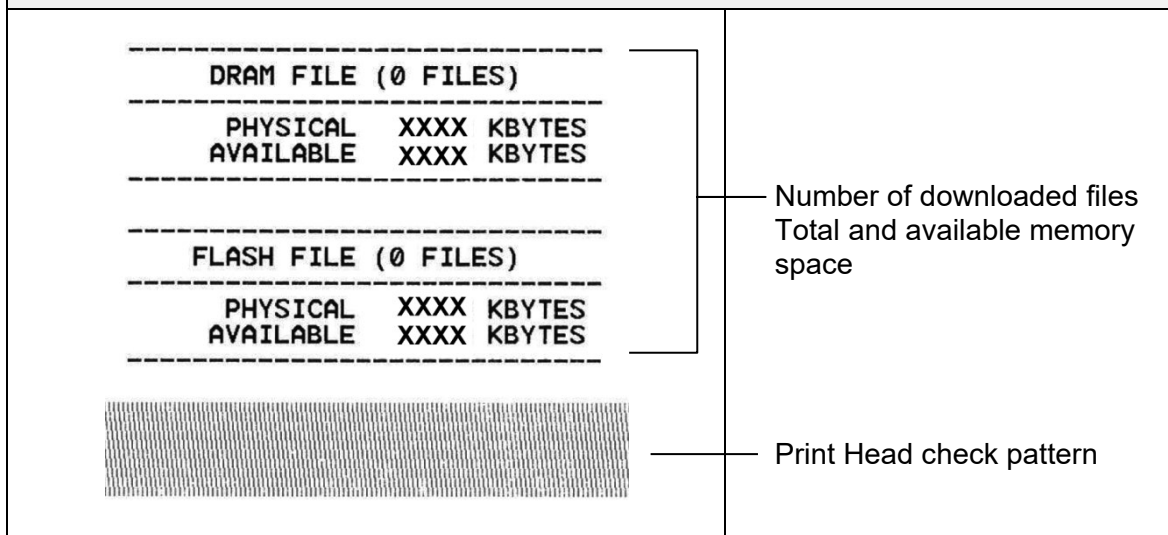 DRAM FILE (0 FILES)
PHYSICAL XXXX KBYTES
AVAILABLE XXXX KBYTES
FLASH FILE (0 FILES)
PHYSICAL XXXX KBYTES
AVAILABLE XXXX KBYTES
Number of downloaded files
Total and available memory
space
Print Head check pattern